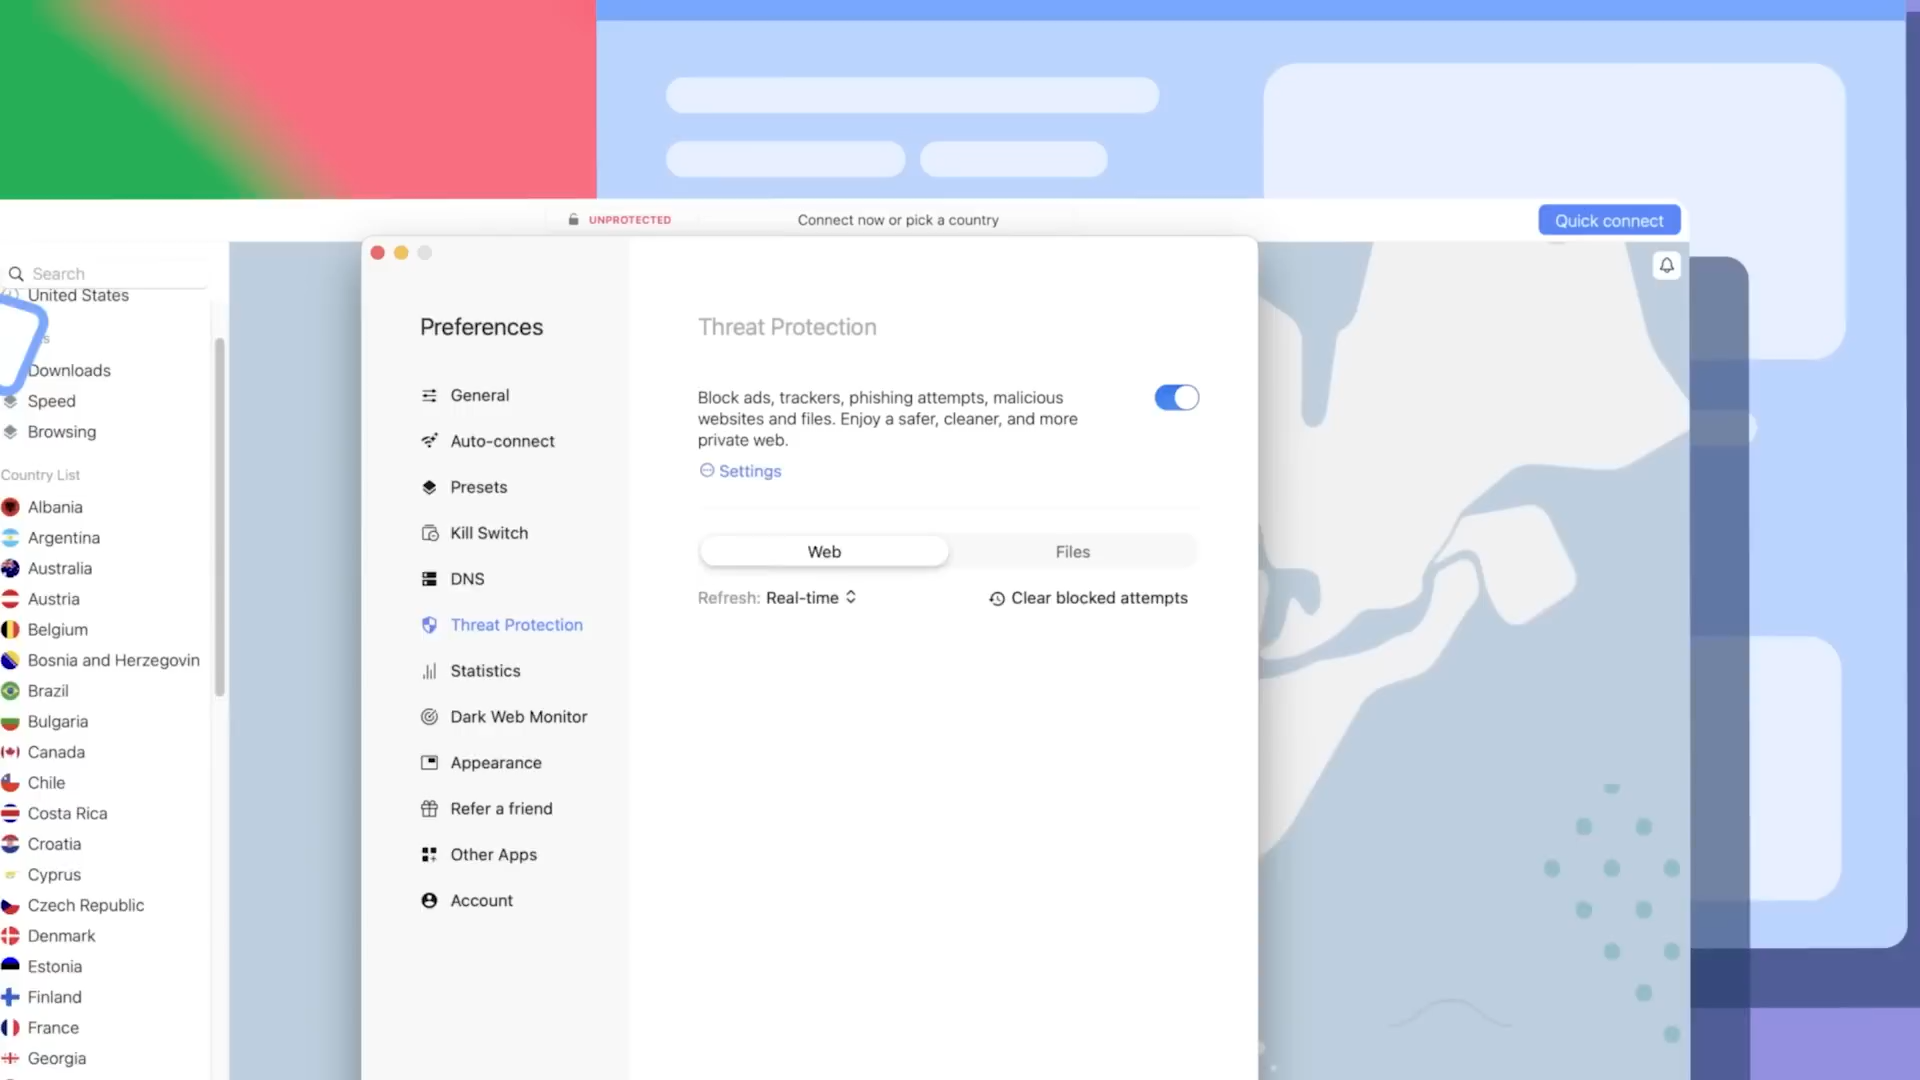 UNPROTECTED
Connect now or pick a country
Quick connect
Search
United States
Downloads
Speed
Browsing
Country List
Albania
Argentina
Australia
Austria
Belgium
Bosnia and Herzegovin
Brazil
Bulgaria
Canada
Chile
Costa Rica
Croatia
Cyprus
Czech Republic
Denmark
Estonia
Finland
France
Georgia
Preferences
General
Auto-connect
Presets
Kill Switch
DNS
Threat Protection
Statistics
Dark Web Monitor
Appearance
Refer a friend
Other Apps
Account
Threat Protection
Block ads, trackers, phishing attempts, malicious
websites and files. Enjoy a safer, cleaner, and more
private web.
Settings
Web Files
Refresh: Real-time Clear blocked attempts